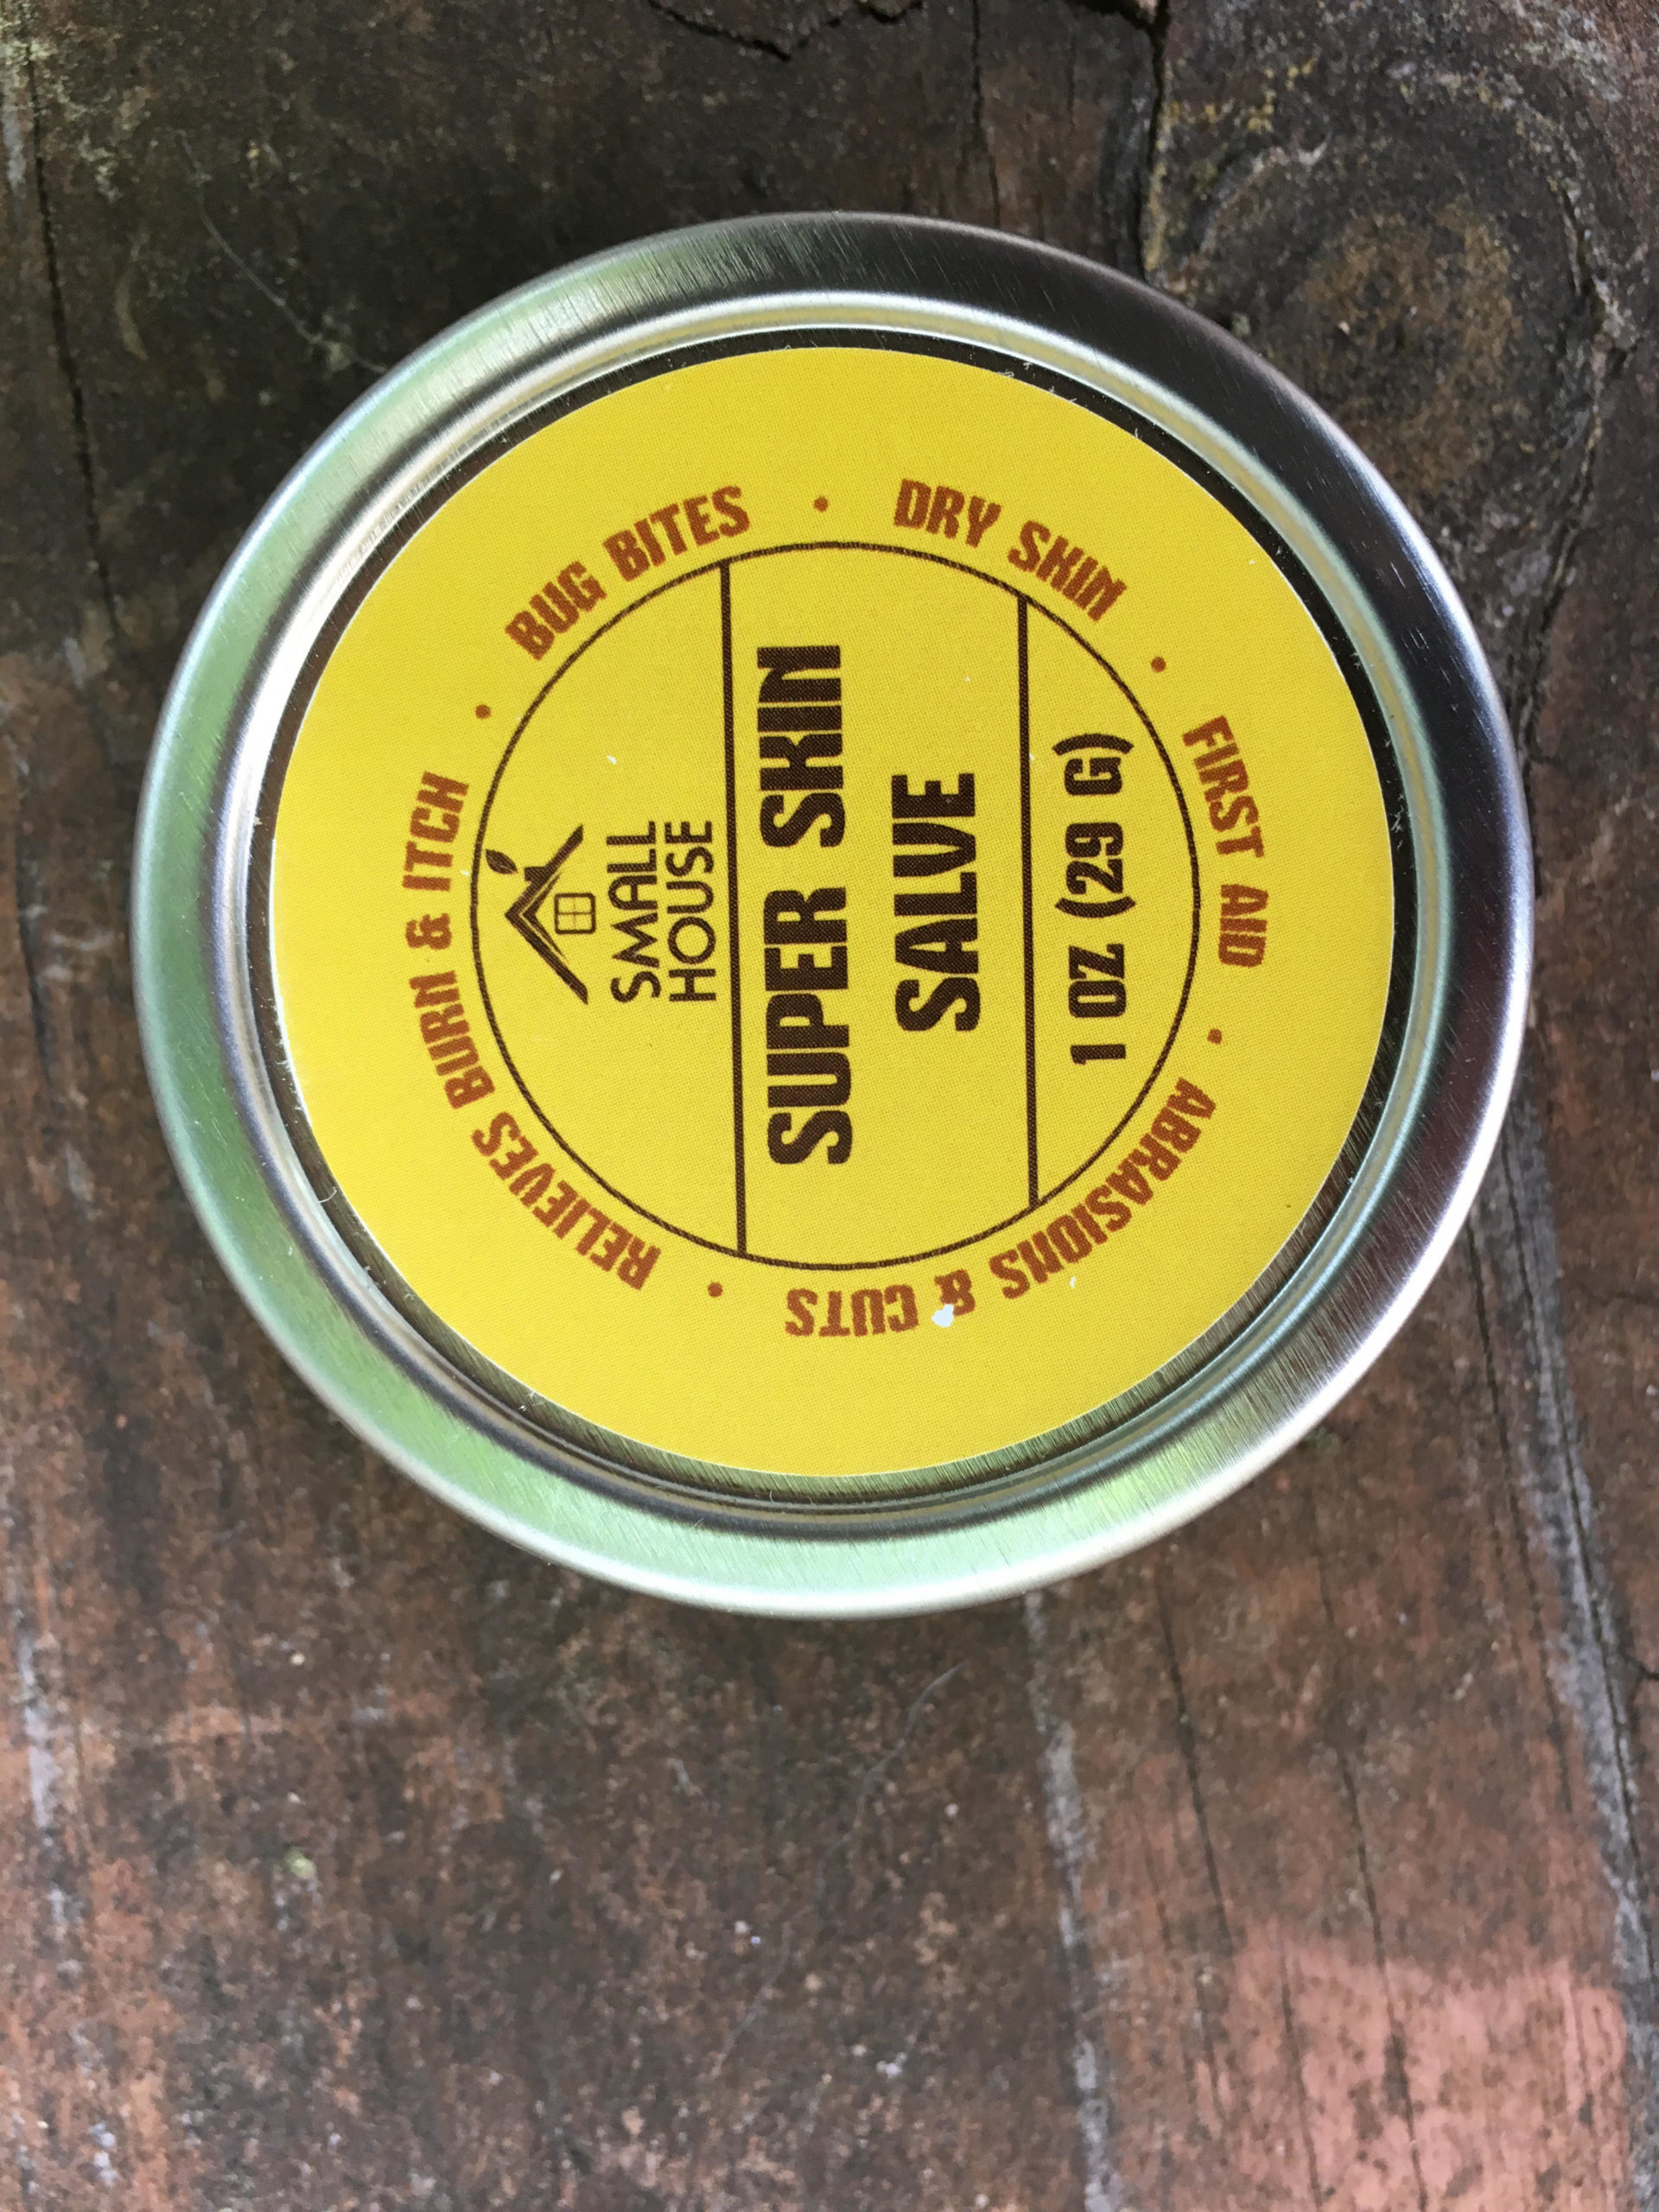 SMALL
HOUSE
SUPER SKIN
SALVE
1 OZ (29 G)
RELIEVES BURN & ITCH • BUG BITES • DRY SKIN • FIRST AID • ABRASIONS & CUTS •